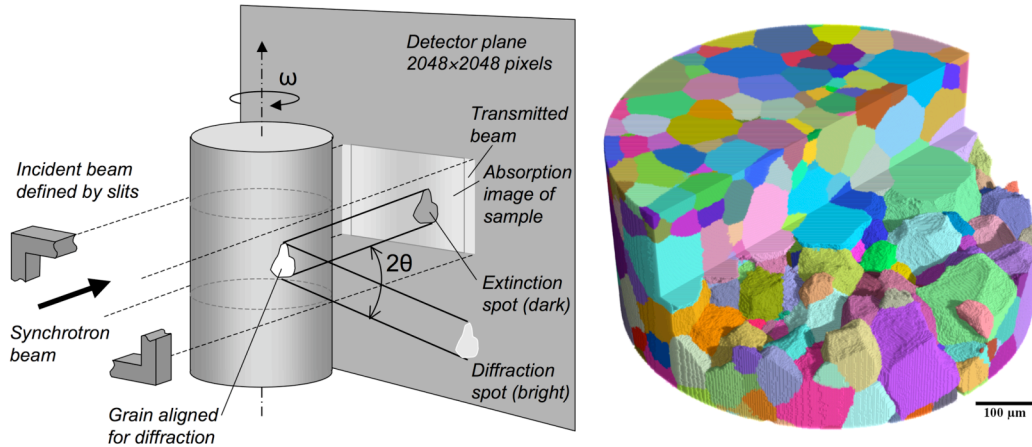 Detector plane
2048×2048 pixels
ω
Transmitted
beam
Incident beam
defined by slits
Absorption
image of
sample
2θ
Extinction
spot (dark)
Synchrotron
beam
Diffraction
spot (bright)
Grain aligned
for diffraction
100 µm